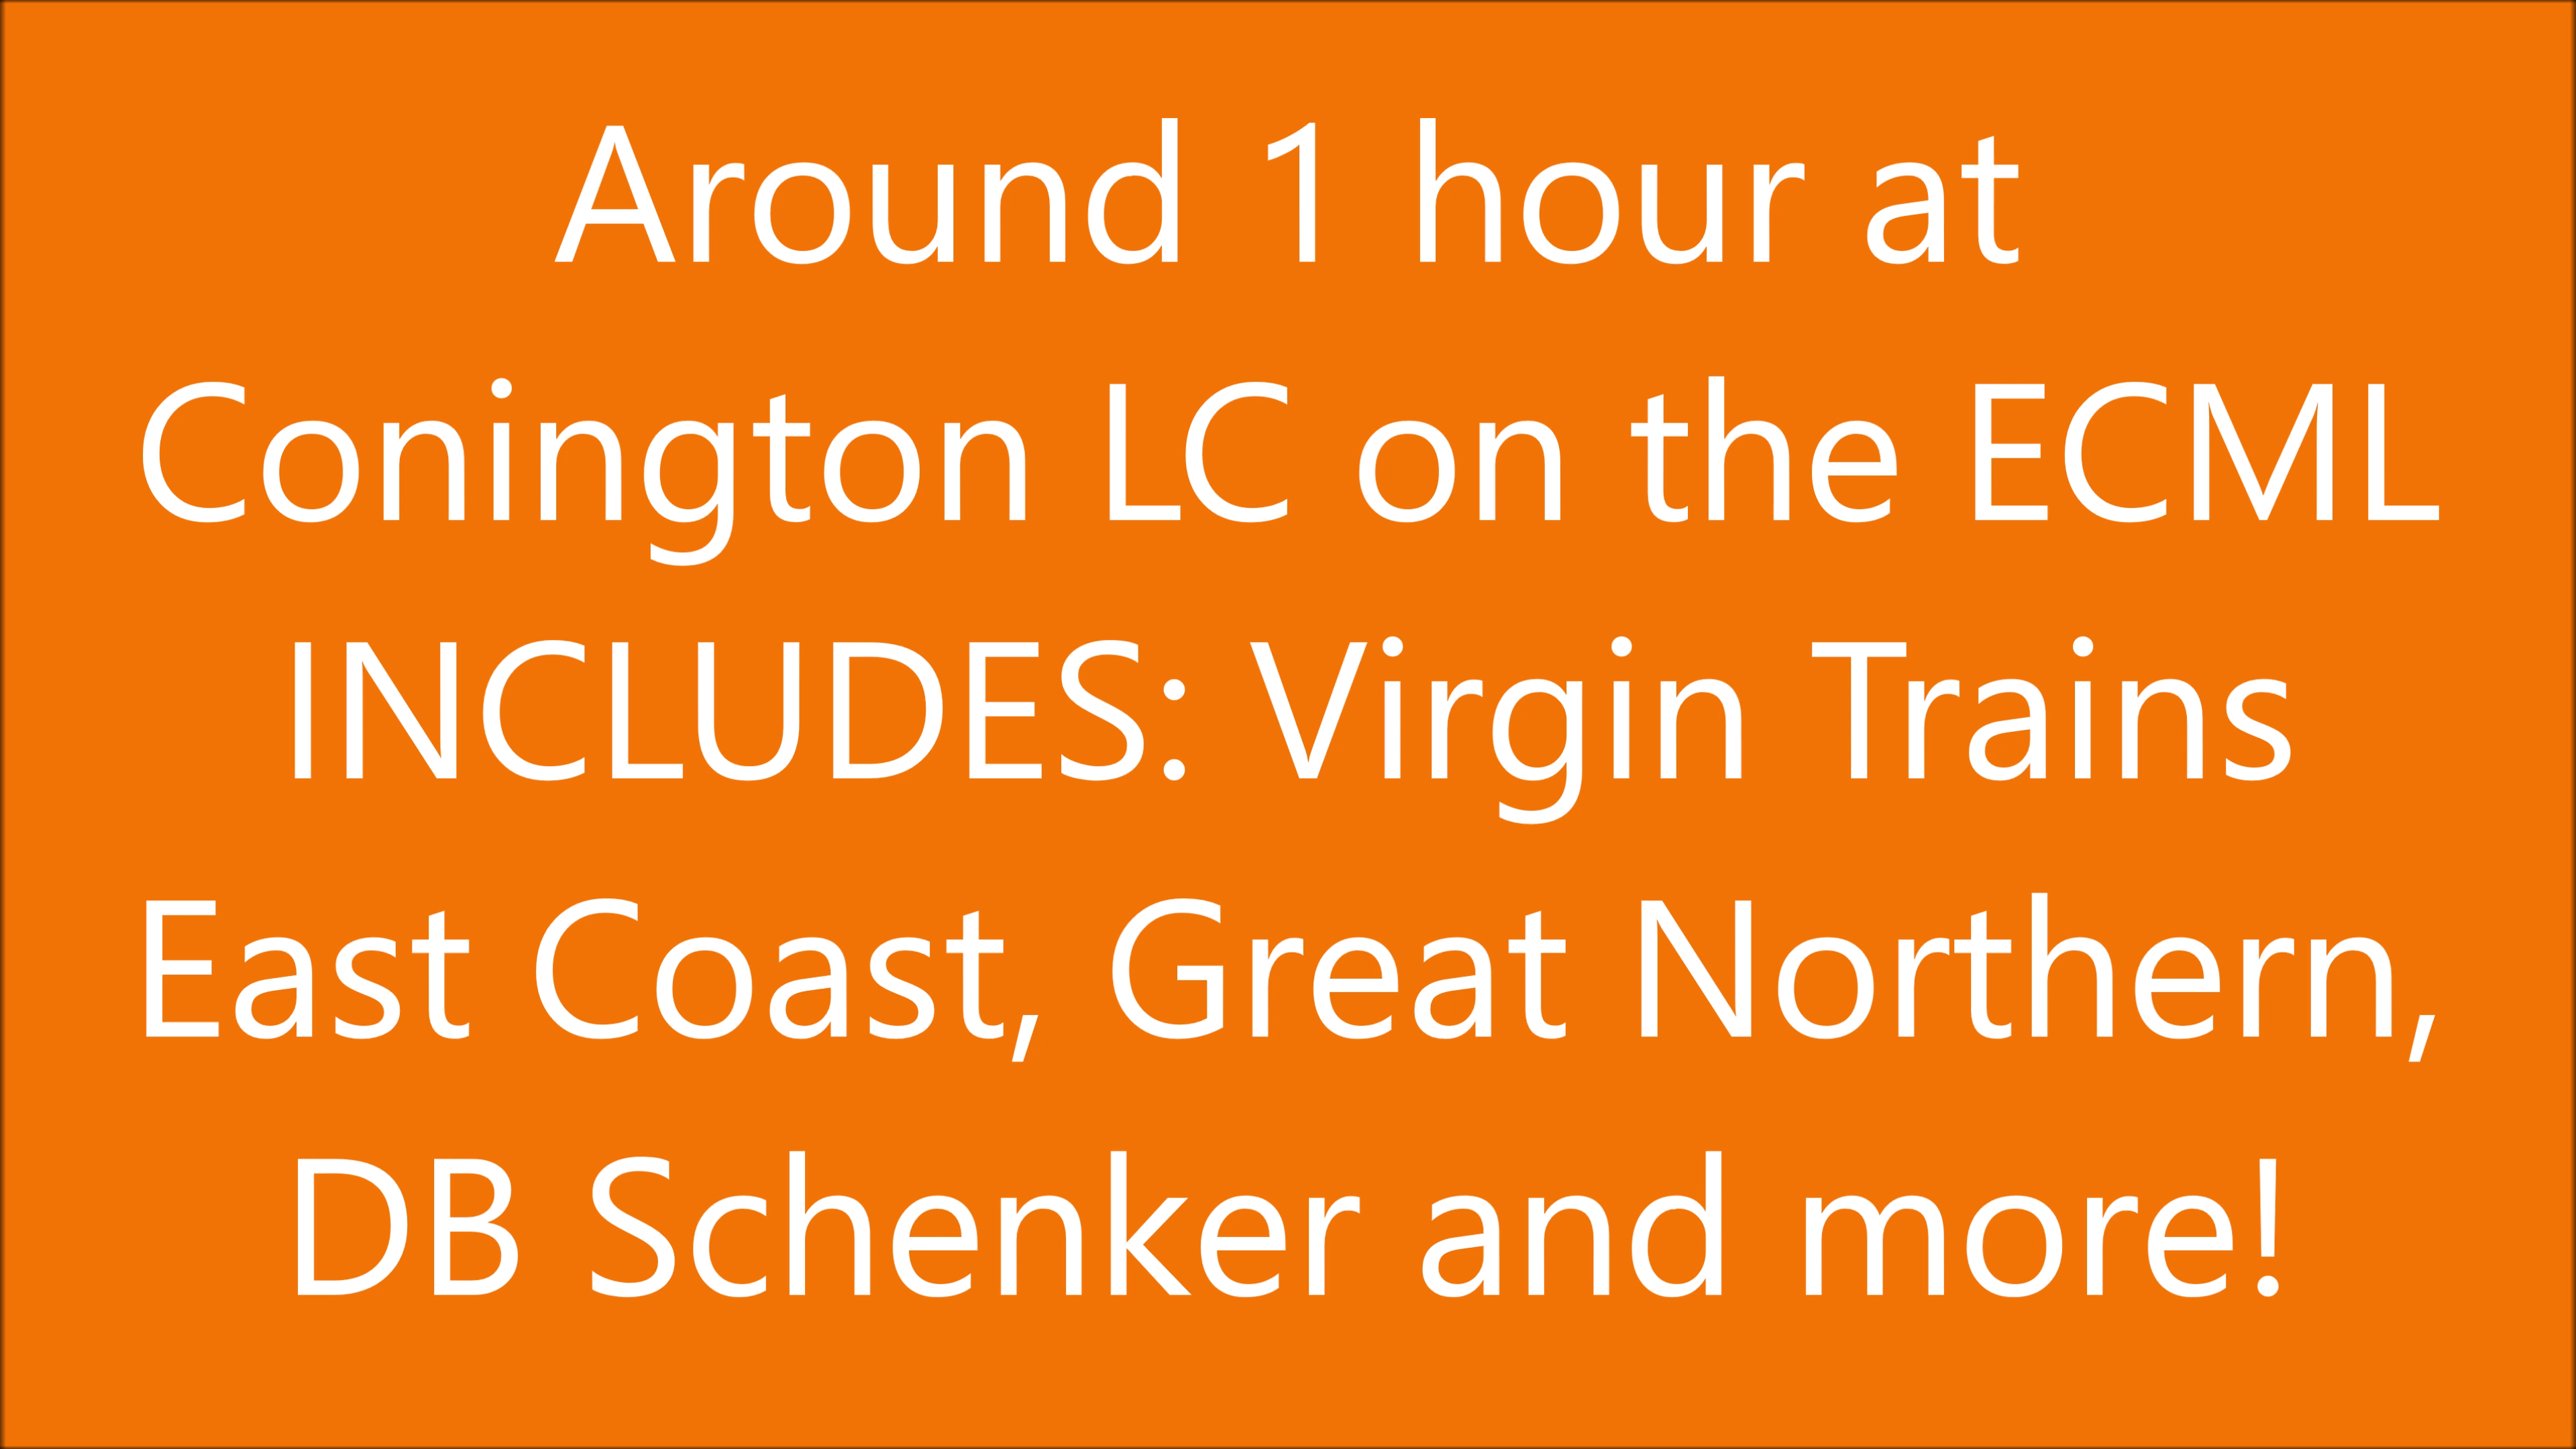 Around 1 hour at
Conington LC on the ECML
INCLUDES: Virgin Trains
East Coast, Great Northern,
DB Schenker and more!